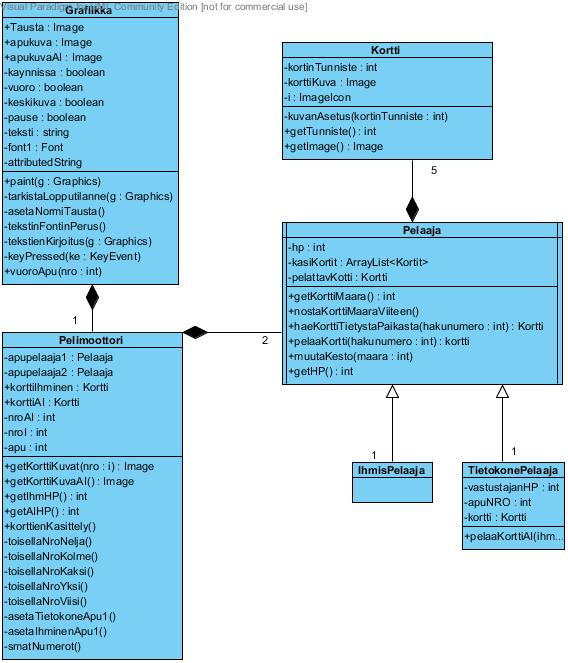 Visual Paradigm for UML Community Edition [not for commercial use]
Grafiikka
+Tausta : Image
+apukuva : Image
+apukuvaAI : Image
-kaynnissa : boolean
-vuoro : boolean
-keskikuva : boolean
-pause : boolean
-teksti : string
-font1 : Font
-attributedString
+paint(g : Graphics)
-tarkistaLopputilanne(g : Graphics)
-asetaNormiTausta()
-tekstinFontinPerus()
-tekstienKirjoitus(g : Graphics)
-keyPressed(ke : KeyEvent)
+vuoroApu(nro : int)
1
Pelimoottori
-apupelaaja1 : Pelaaja
-apupelaaja2 : Pelaaja
+korttiIhminen : Kortti
+korttiAI : Kortti
-nroAI : int
-nroI : int
-apu : int
+getKorttiKuvat(nro : i) : Image
+getKorttiKuvaAI() : Image
+getIhmHP() : int
+getAIHP() : int
+korttienKasittely()
-toisellaNroNelja()
-toisellaNroKolme()
-toisellaNroKaksi()
-toisellaNroYksi()
-toisellaNroViisi()
-asetaTietokoneApu1()
-asetaIhminenApu1()
-smatNumerot()
2
Kortti
-kortinTunniste : int
-korttiKuva : Image
-i : ImageIcon
-kuvanAsetus(kortinTunniste : int)
+getTunniste() : int
+getImage() : Image
5
Pelaaja
-hp : int
-kasiKortit : ArrayList<Kortit>
-pelattavKotti : Kortti
+getKorttiMaara() : int
+nostaKorttiMaaraViiteen()
+haeKorttiTietystaPaikasta(hakunumero : int) : Kortti
+pelaaKortti(hakunumero : int) : kortti
+muutaKesto(maara : int)
+getHP() : int
1
IhmisPelaaja
1
TietokonePelaaja
-vastustajanHP : int
-apuNRO : int
-kortti : Kortti
+pelaaKorttiAI(ihm...